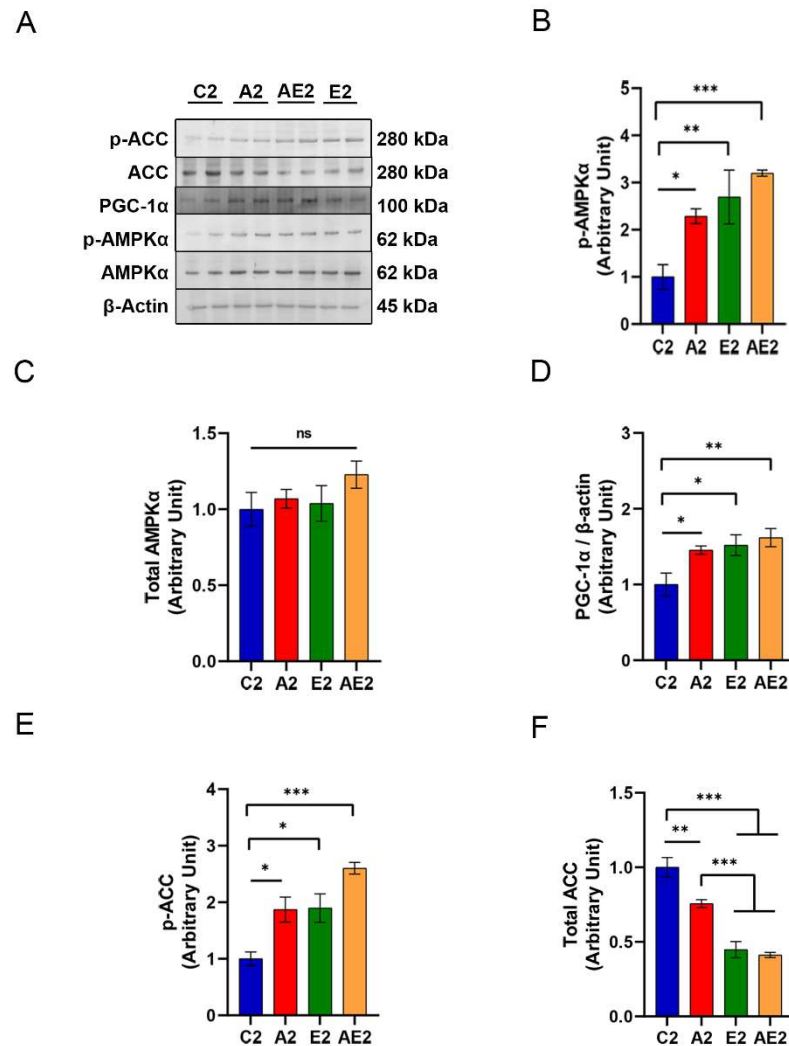 A
C2 A2 AE2 E2
p-ACC 280 kDa
ACC 280 kDa
PGC-1α 100 kDa
p-AMPKα 62 kDa
AMPKα 62 kDa
β-Actin 45 kDa
B
p-AMPKα
(Arbitrary Unit)
5
4
3
2
1
0
***
**
*
C2 A2 E2 AE2
C
Total AMPKα
(Arbitrary Unit)
1.5
1.0
0.5
0.0
ns
C2 A2 E2 AE2
D
PGC-1α / β-actin
(Arbitrary Unit)
3
2
1
0
**
*
*
C2 A2 E2 AE2
E
p-ACC
(Arbitrary Unit)
4
3
2
1
0
***
*
*
C2 A2 E2 AE2
F
Total ACC
(Arbitrary Unit)
1.5
1.0
0.5
0.0
***
**
***
C2 A2 E2 AE2